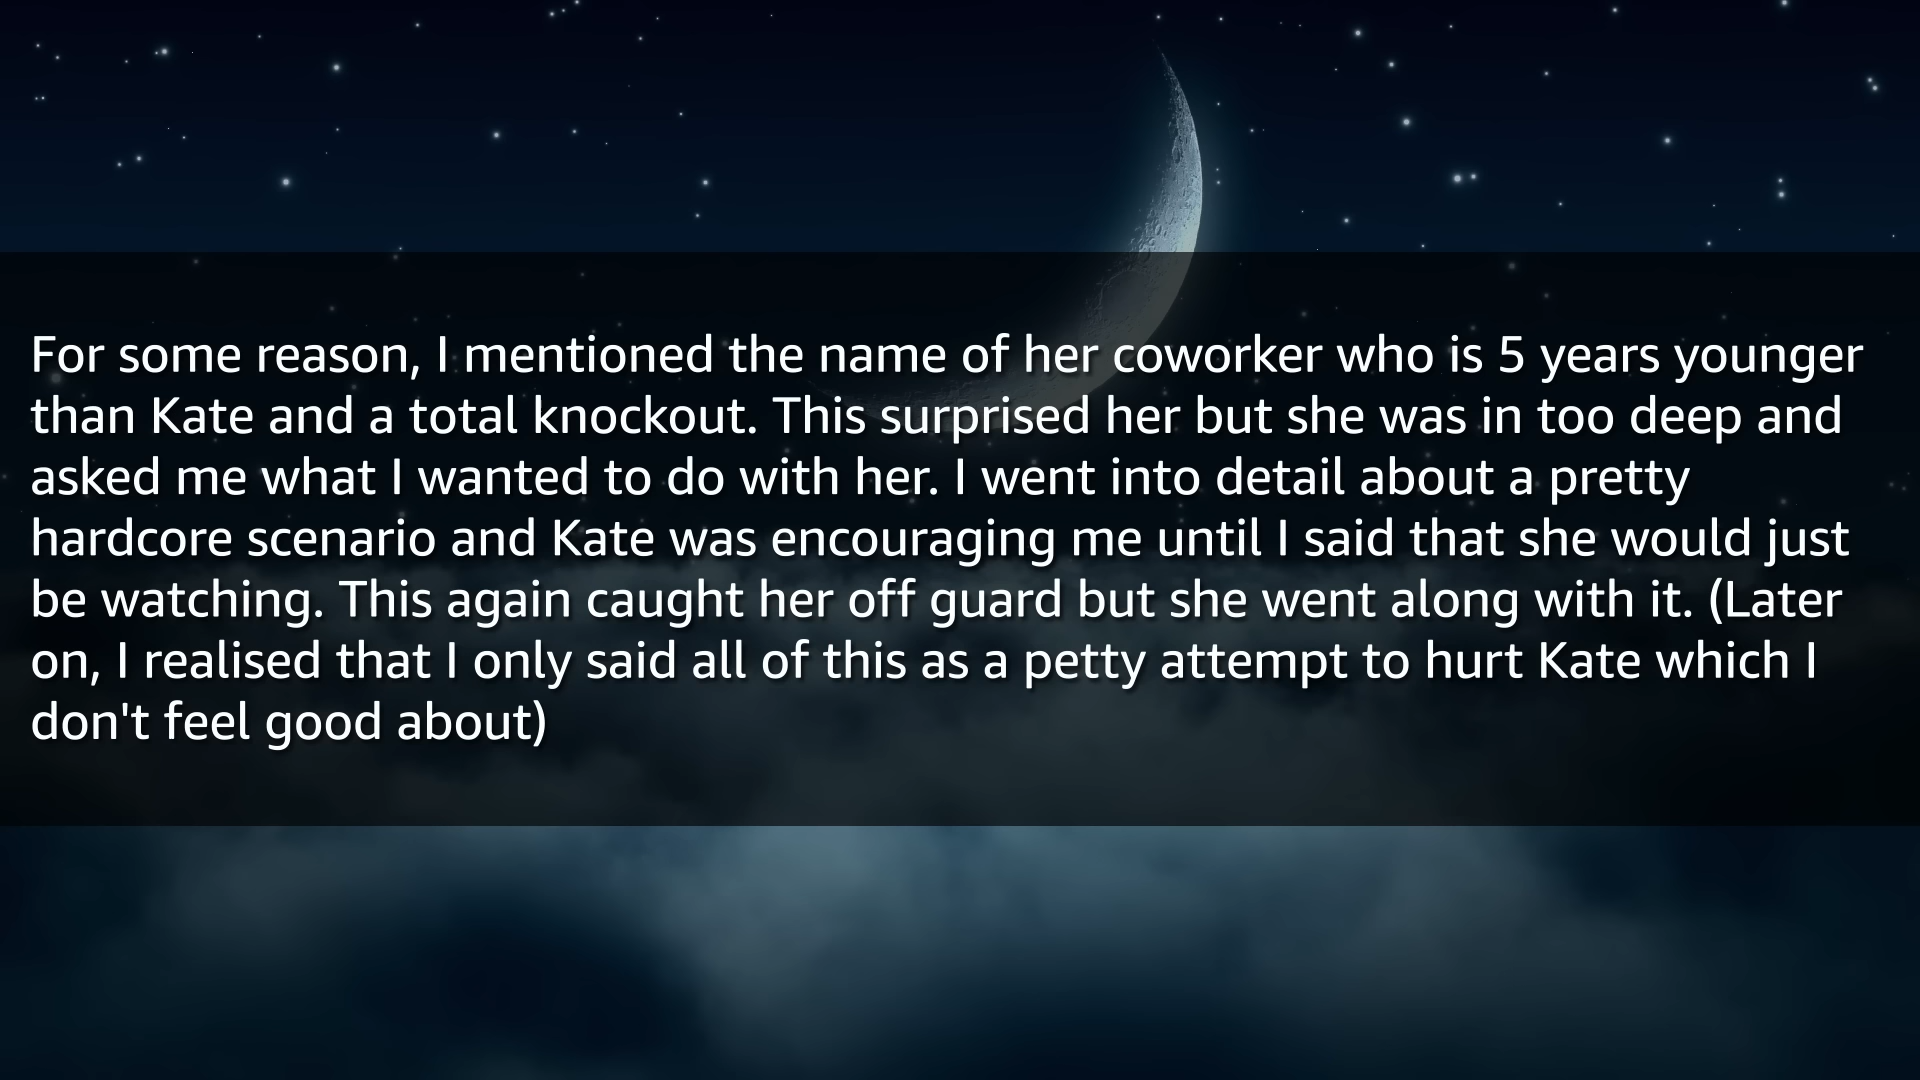 For some reason, I mentioned the name of her coworker who is 5 years younger
than Kate and a total knockout. This surprised her but she was in too deep and
asked me what I wanted to do with her. I went into detail about a pretty
hardcore scenario and Kate was encouraging me until I said that she would just
be watching. This again caught her off guard but she went along with it. (Later
on, I realised that I only said all of this as a petty attempt to hurt Kate which I
don't feel good about)